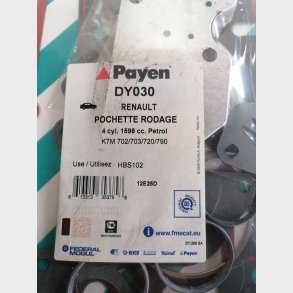 Payen
DY030
RENAULT
POCHETTE RODAGE
4 cyl. 1598 cc. Petrol
K7M 702/703/720/790
Use / Utilisez HBS102
12E26D
www.fmecat.eu
FEDERAL
MOGUL
Payen